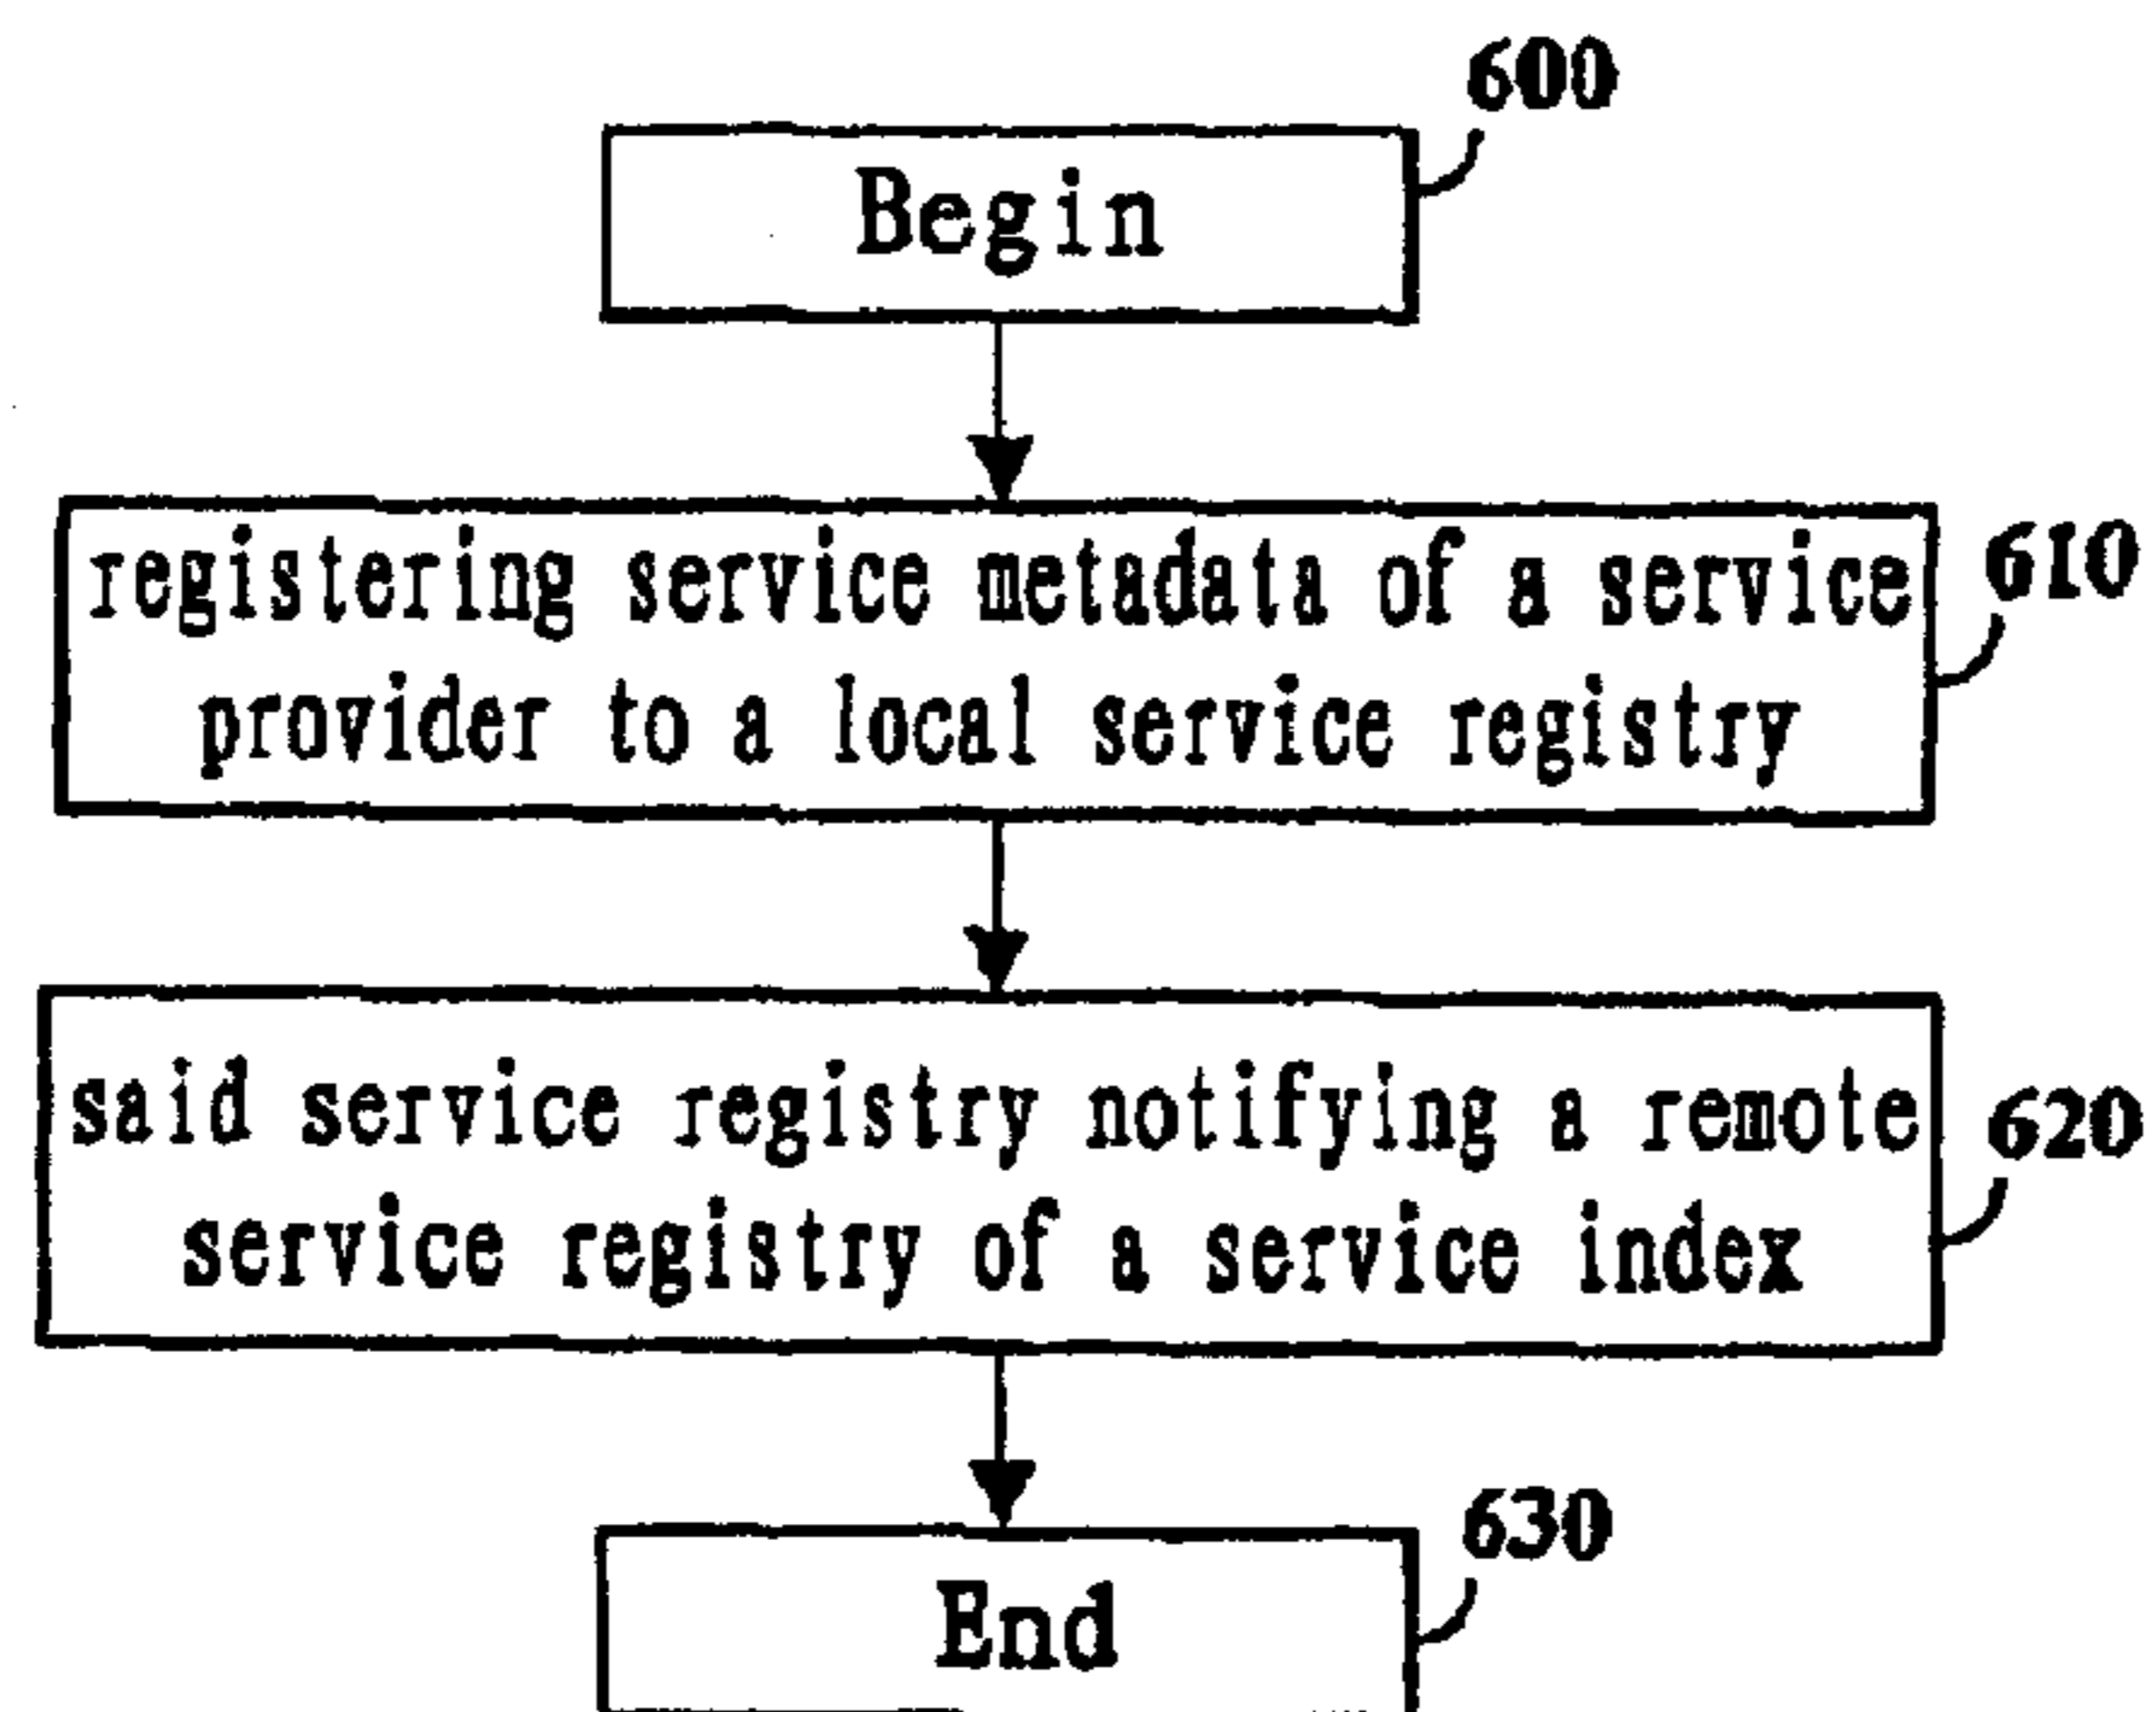 600
Begin
registering service metadata of a service
provider to a local service registry
610
said service registry notifying a remote
service registry of a service index
620
630
End